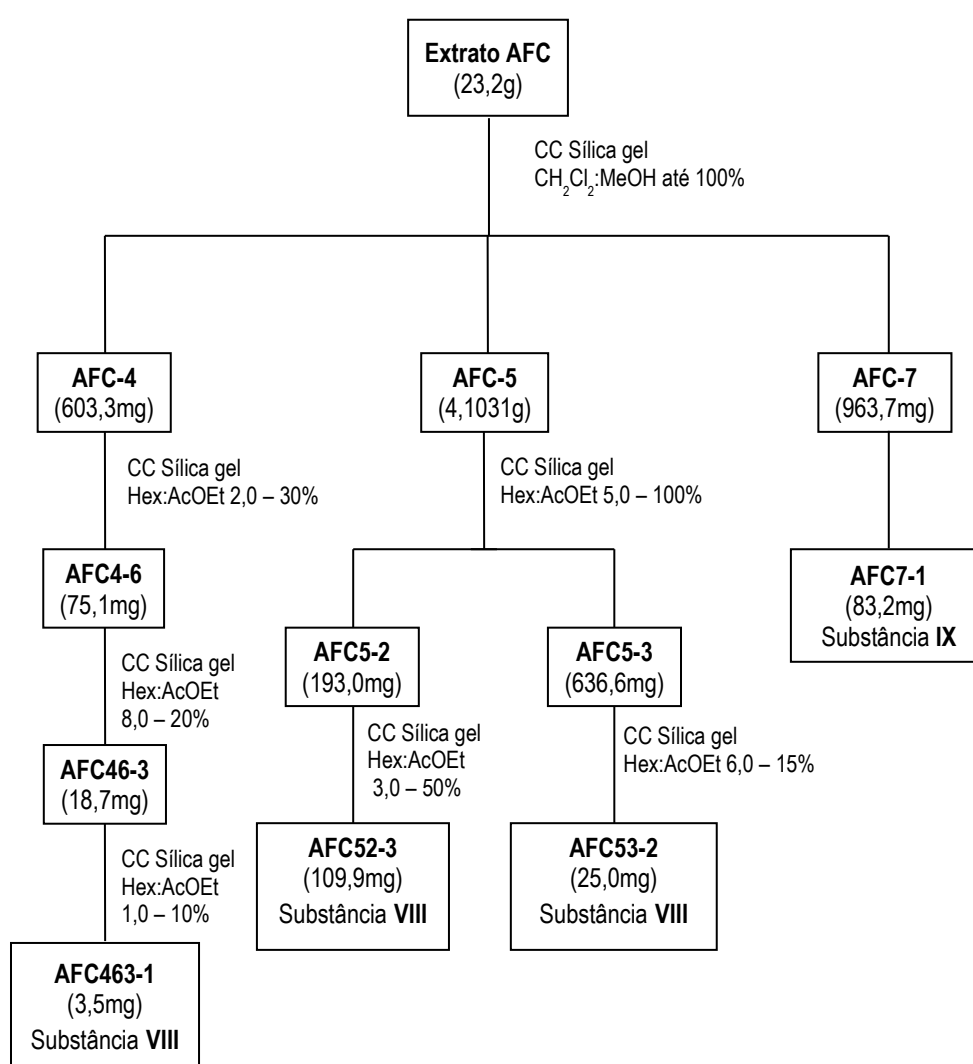 Extrato AFC
(23,2g)
CC Sílica gel
CH2Cl2:MeOH até 100%
AFC-4
(603,3mg)
AFC-5
(4,1031g)
AFC-7
(963,7mg)
CC Sílica gel
Hex:AcOEt 2,0 – 30%
CC Sílica gel
Hex:AcOEt 5,0 – 100%
AFC4-6
(75,1mg)
AFC7-1
(83,2mg)
Substância IX
CC Sílica gel
Hex:AcOEt
8,0 – 20%
AFC5-2
(193,0mg)
AFC5-3
(636,6mg)
AFC46-3
(18,7mg)
CC Sílica gel
Hex:AcOEt
3,0 – 50%
CC Sílica gel
Hex:AcOEt 6,0 – 15%
CC Sílica gel
Hex:AcOEt
1,0 – 10%
AFC52-3
(109,9mg)
Substância VIII
AFC53-2
(25,0mg)
Substância VIII
AFC463-1
(3,5mg)
Substância VIII